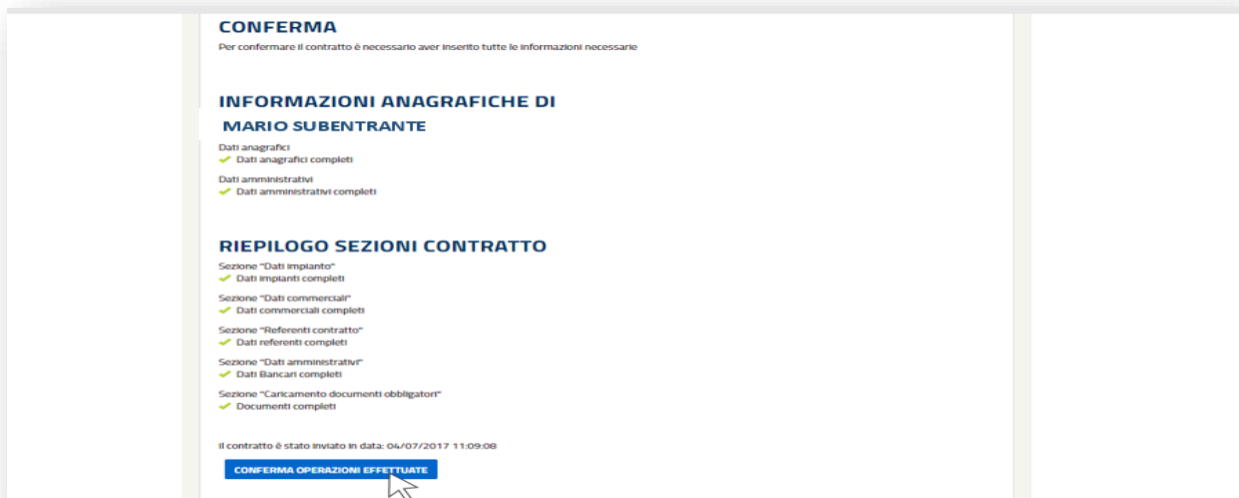 CONFERMA
Per confermare il contratto è necessario aver inserito tutte le informazioni necessarie
INFORMAZIONI ANAGRAFICHE DI
MARIO SUBENTRANTE
Dati anagrafici
Dati anagrafici completi
Dati amministrativi
Dati amministrativi completi
RIEPILOGO SEZIONI CONTRATTO
Sezione "Dati impianto"
Dati impianti completi
Sezione "Dati commerciali"
Dati commerciali completi
Sezione "Referenti contratto"
Dati referenti completi
Sezione "Dati amministrativi"
Dati Bancari completi
Sezione "Caricamento documenti obbligatori"
Documenti completi
Il contratto è stato inviato in data: 04/07/2017 11:09:08
CONFERMA OPERAZIONI EFFETTUATE